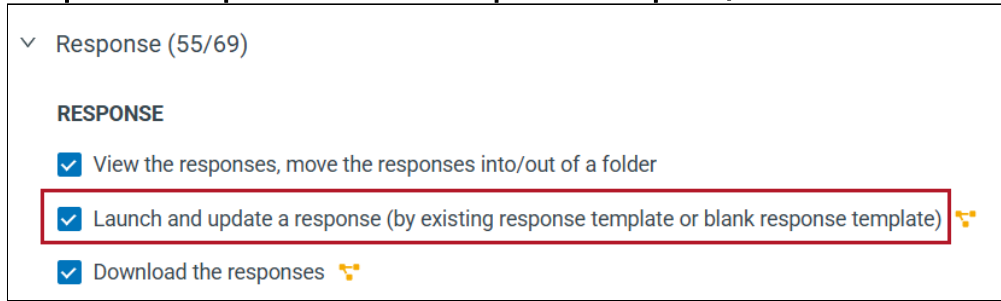 Response (55/69)
RESPONSE
View the responses, move the responses into/out of a folder
Launch and update a response (by existing response template or blank response template)
Download the responses